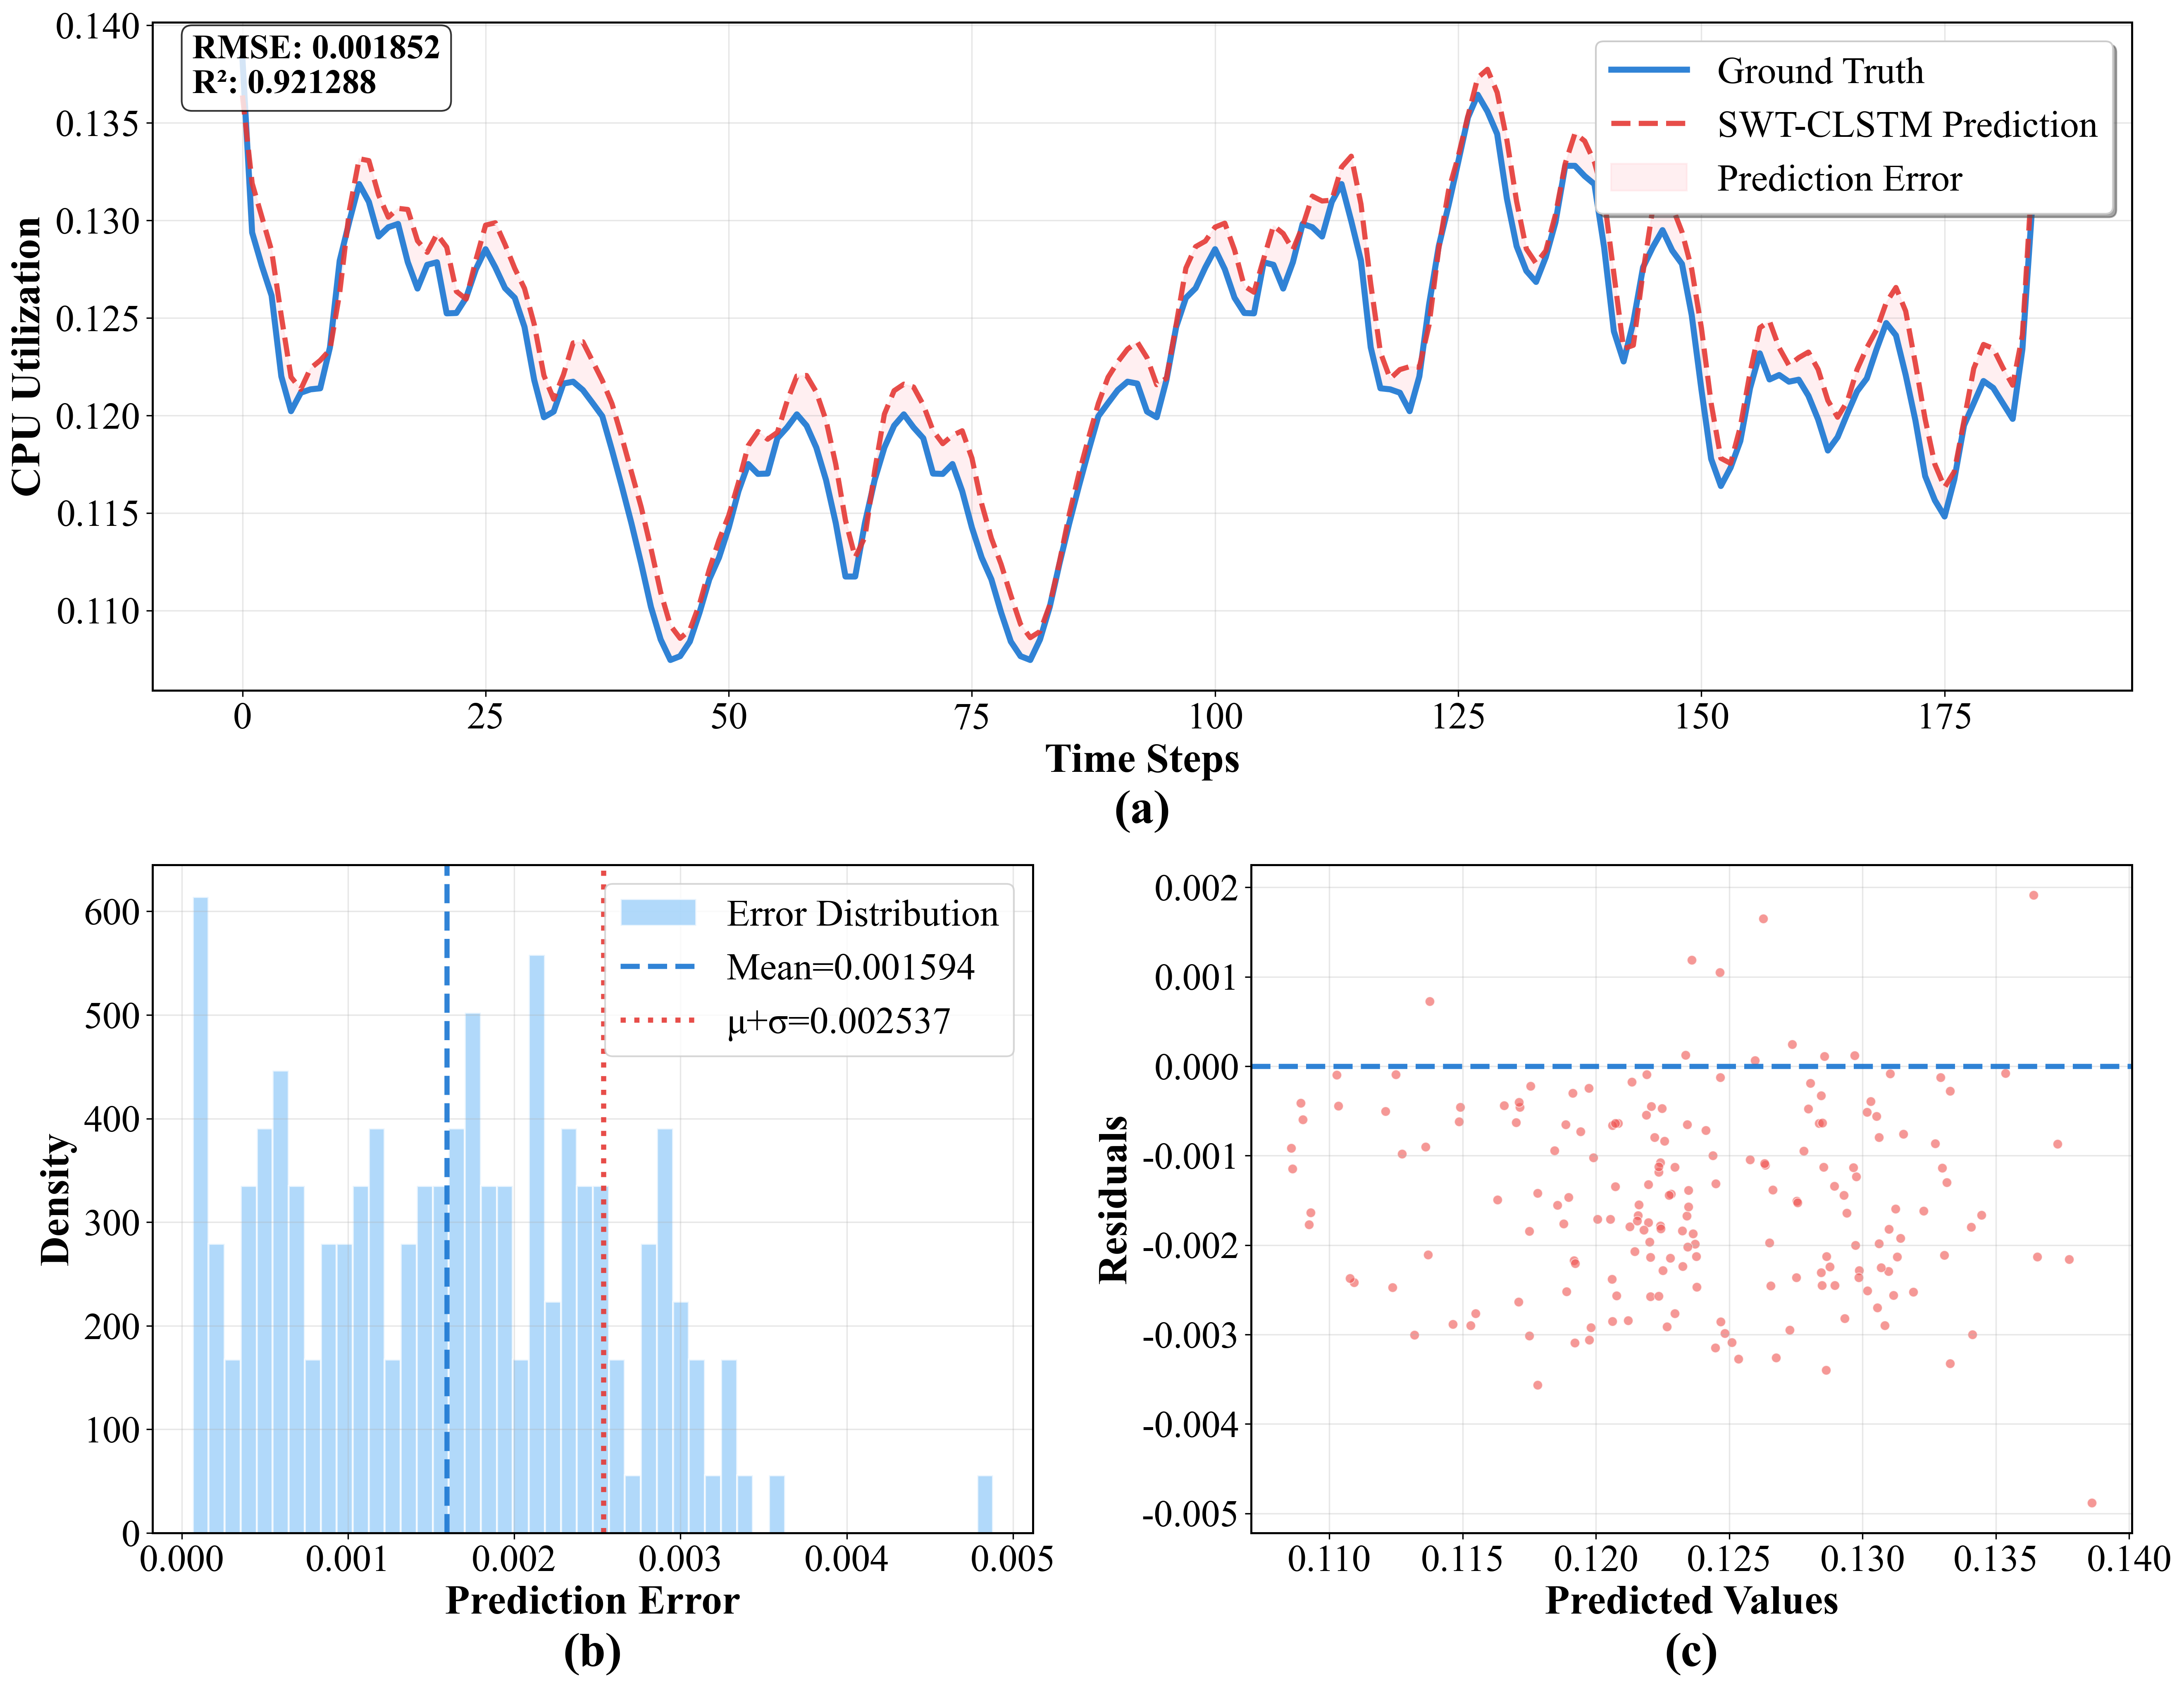 RMSE: 0.001852
R²: 0.921288
Ground Truth
SWT-CLSTM Prediction
Prediction Error
CPU Utilization
0.140
0.135
0.130
0.125
0.120
0.115
0.110
0 25 50 75 100 125 150 175
Time Steps
(a)
Error Distribution
Mean=0.001594
μ+σ=0.002537
Density
600
500
400
300
200
100
0
0.000 0.001 0.002 0.003 0.004 0.005
Prediction Error
(b)
Residuals
0.002
0.001
0.000
-0.001
-0.002
-0.003
-0.004
-0.005
0.110 0.115 0.120 0.125 0.130 0.135 0.140
Predicted Values
(c)